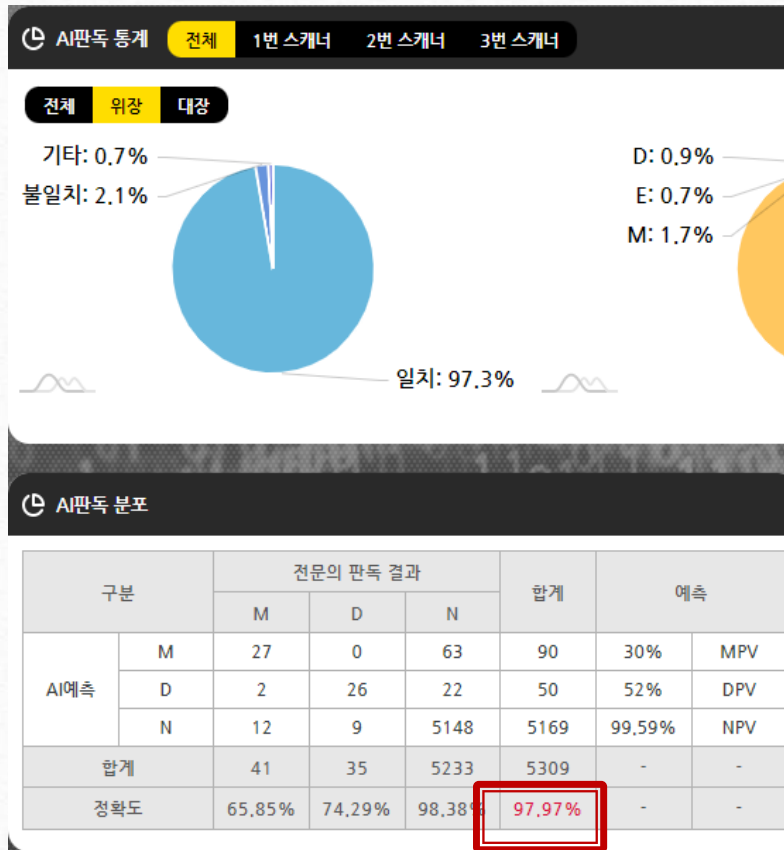 AI판독 통계 전체 1번 스캐너 2번 스캐너 3번 스캐너
전체 위장 대장
기타: 0.7%
불일치: 2.1%
일치: 97.3%
D: 0.9%
E: 0.7%
M: 1.7%
AI판독 분포
구분 전문의 판독 결과 합계 예측
M D N
AI예측 M 27 0 63 90 30% MPV
D 2 26 22 50 52% DPV
N 12 9 5148 5169 99.59% NPV
합계 41 35 5233 5309 - -
정확도 65.85% 74.29% 98.38% 97.97% - -